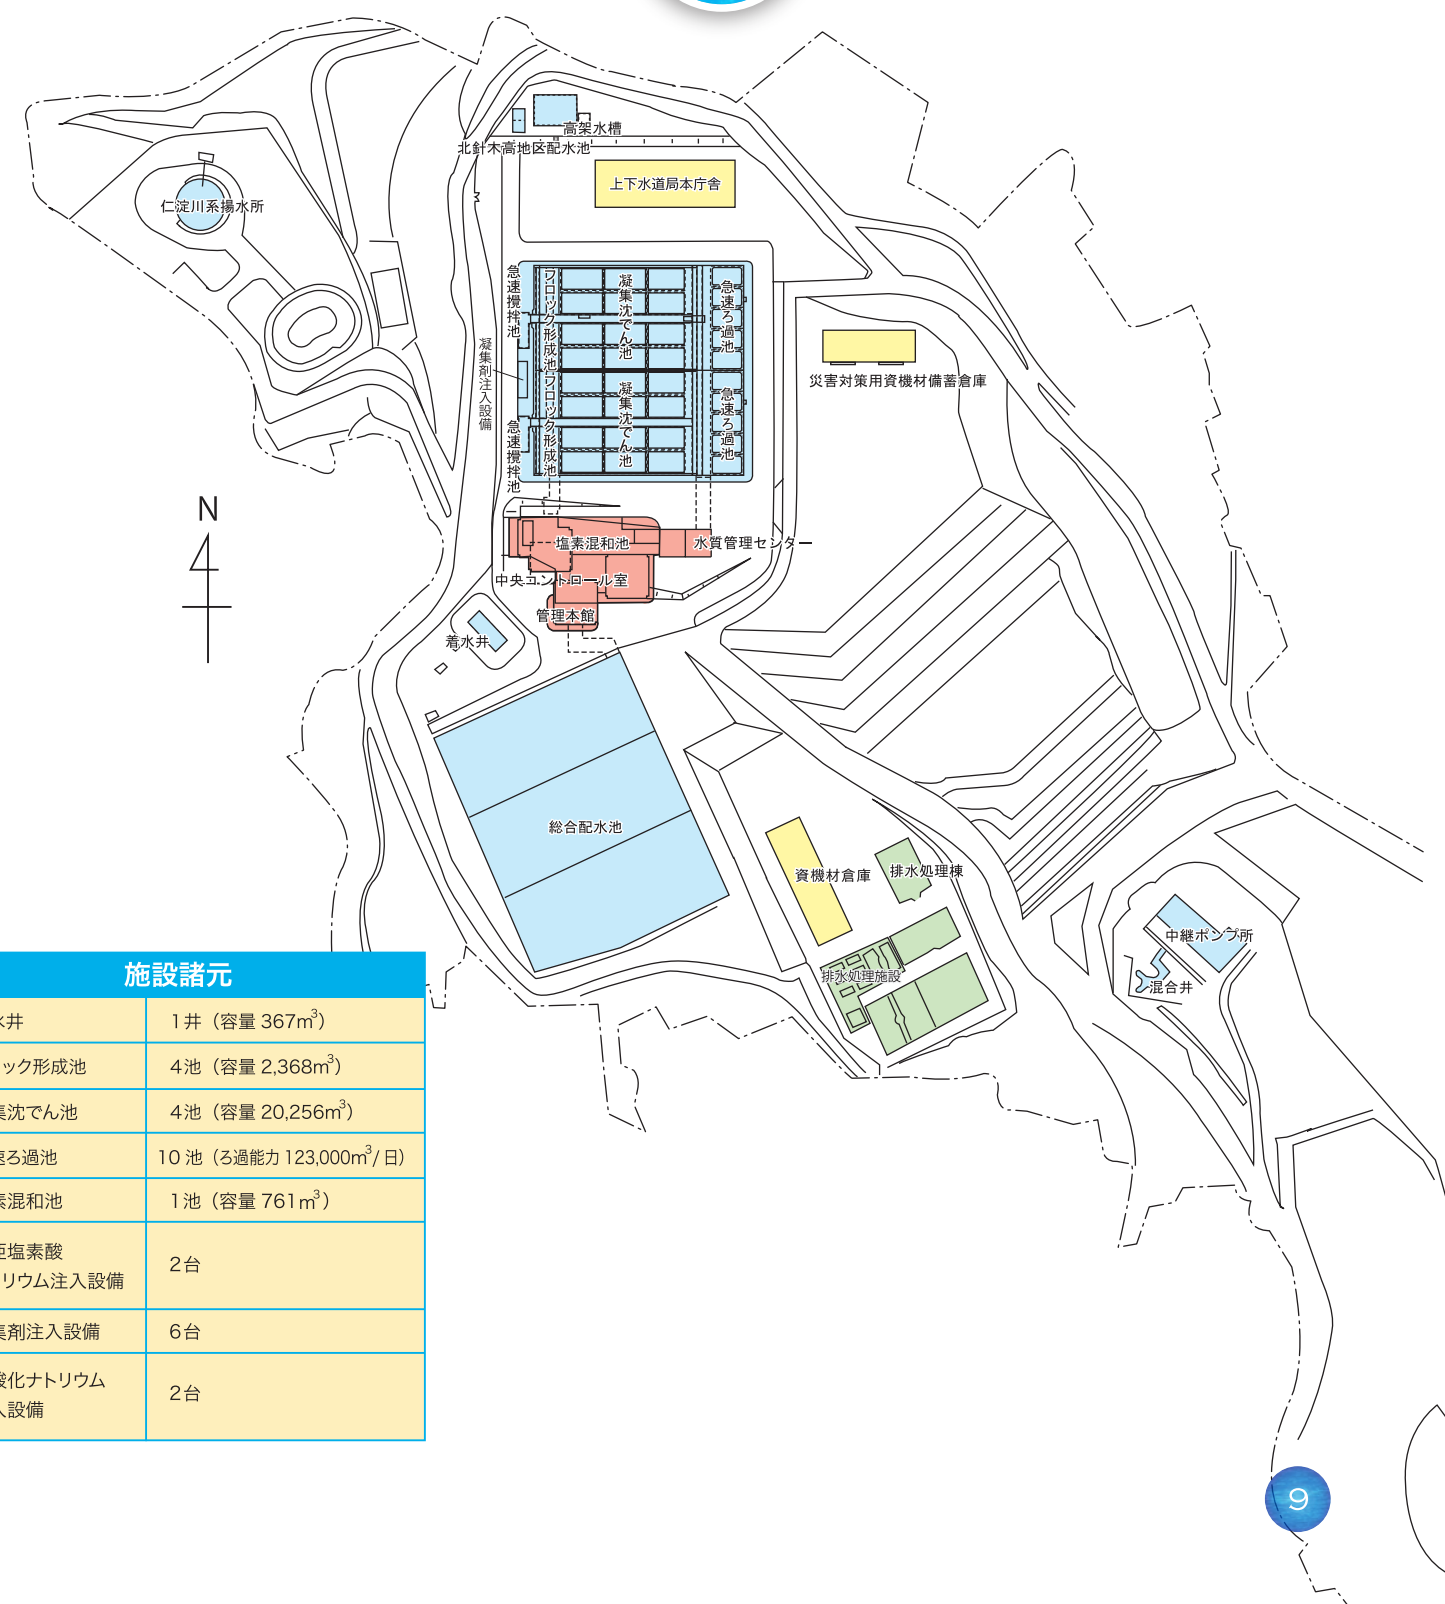 高架水槽
北針木高地区配水池
上下水道局本庁舎
仁淀川系揚水所
急速攪拌池
フロック形成池
凝集沈でん池
急速ろ過池
凝集剤注入設備
急速攪拌池
フロック形成池
凝集沈でん池
急速ろ過池
災害対策用資機材備蓄倉庫
N
塩素混和池
水質管理センター
中央コントロール室
管理本館
着水井
総合配水池
資機材倉庫
排水処理棟
排水処理施設
中継ポンプ所
混合井
施設諸元
水井 1井（容量 367m³）
ック形成池 4池（容量 2,368m³）
集沈でん池 4池（容量 20,256m³）
速ろ過池 10池（ろ過能力 123,000m³/日）
素混和池 1池（容量 761m³）
亜塩素酸
リウム注入設備 2台
集剤注入設備 6台
酸化ナトリウム
入設備 2台
9